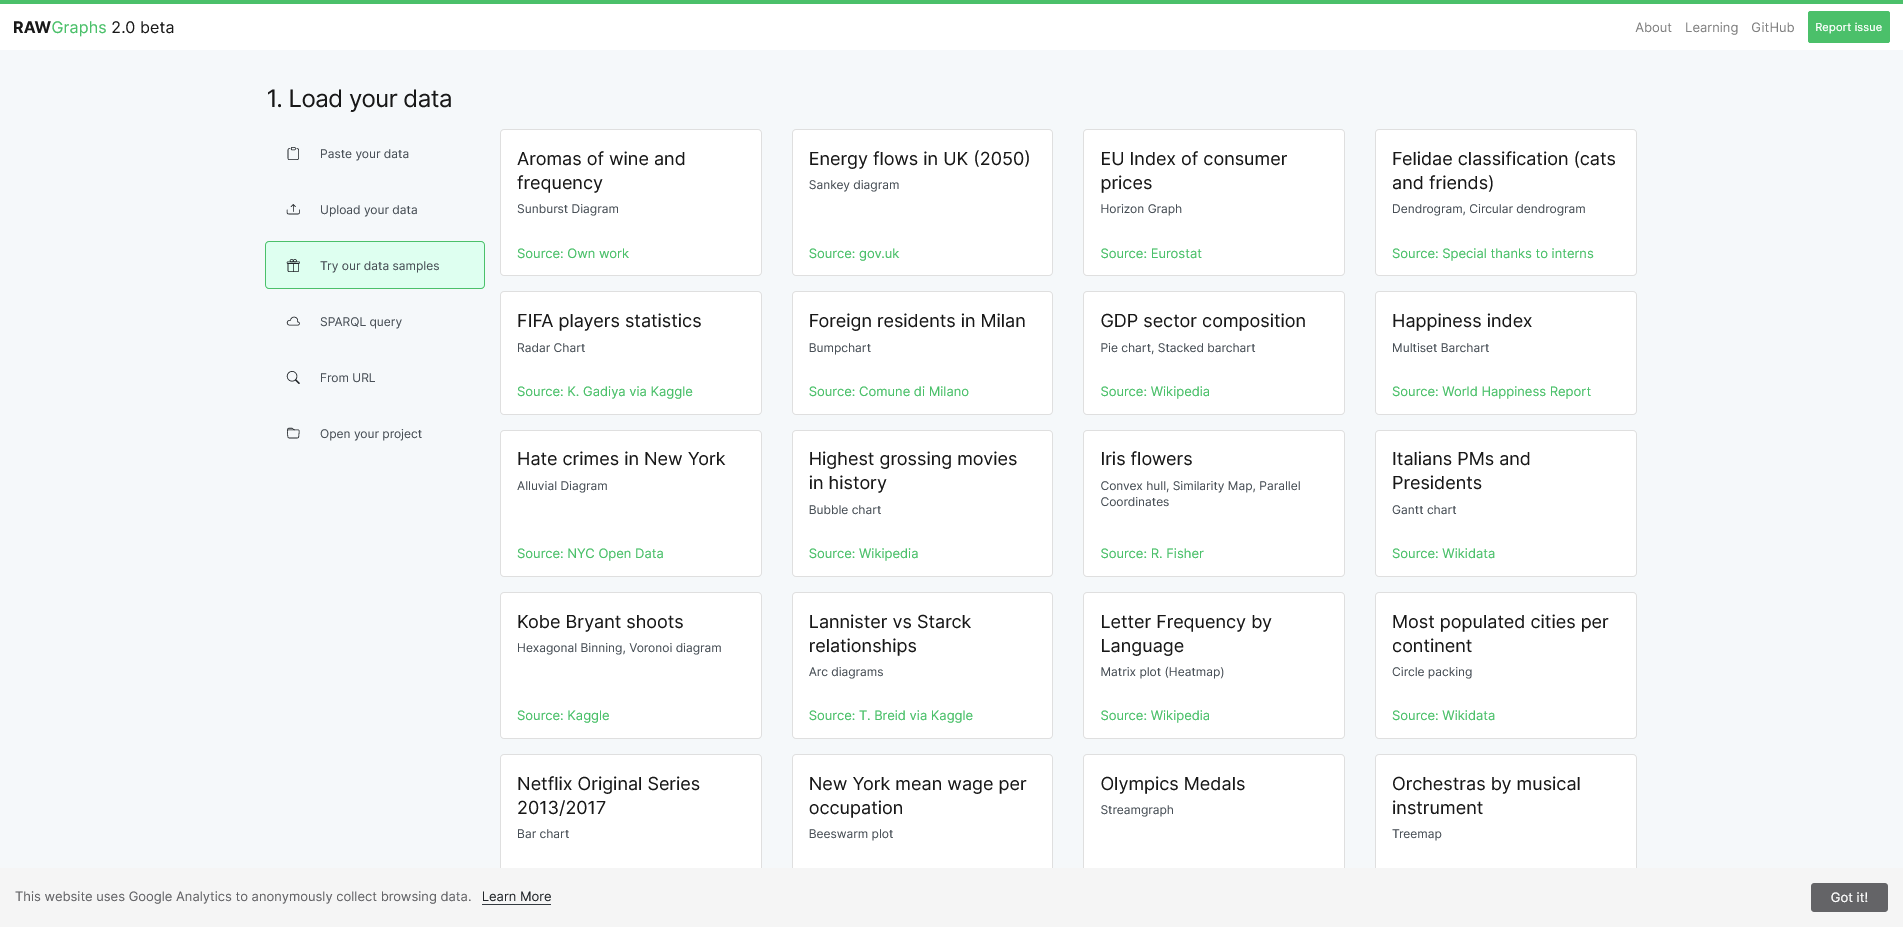 RAWGraphs 2.0 beta
About Learning GitHub Report issue
1. Load your data
Paste your data
Upload your data
Try our data samples
SPARQL query
From URL
Open your project
Aromas of wine and
frequency
Sunburst Diagram
Source: Own work
Energy flows in UK (2050)
Sankey diagram
Source: gov.uk
EU Index of consumer
prices
Horizon Graph
Source: Eurostat
Felidae classification (cats
and friends)
Dendrogram, Circular dendrogram
Source: Special thanks to interns
FIFA players statistics
Radar Chart
Source: K. Gadiya via Kaggle
Foreign residents in Milan
Bumpchart
Source: Comune di Milano
GDP sector composition
Pie chart, Stacked barchart
Source: Wikipedia
Happiness index
Multiset Barchart
Source: World Happiness Report
Hate crimes in New York
Alluvial Diagram
Source: NYC Open Data
Highest grossing movies
in history
Bubble chart
Source: Wikipedia
Iris flowers
Convex hull, Similarity Map, Parallel
Coordinates
Source: R. Fisher
Italians PMs and
Presidents
Gantt chart
Source: Wikidata
Kobe Bryant shoots
Hexagonal Binning, Voronoi diagram
Source: Kaggle
Lannister vs Starck
relationships
Arc diagrams
Source: T. Breid via Kaggle
Letter Frequency by
Language
Matrix plot (Heatmap)
Source: Wikipedia
Most populated cities per
continent
Circle packing
Source: Wikidata
Netflix Original Series
2013/2017
Bar chart
New York mean wage per
occupation
Beeswarm plot
Olympics Medals
Streamgraph
Orchestras by musical
instrument
Treemap
This website uses Google Analytics to anonymously collect browsing data. Learn More
Got it!